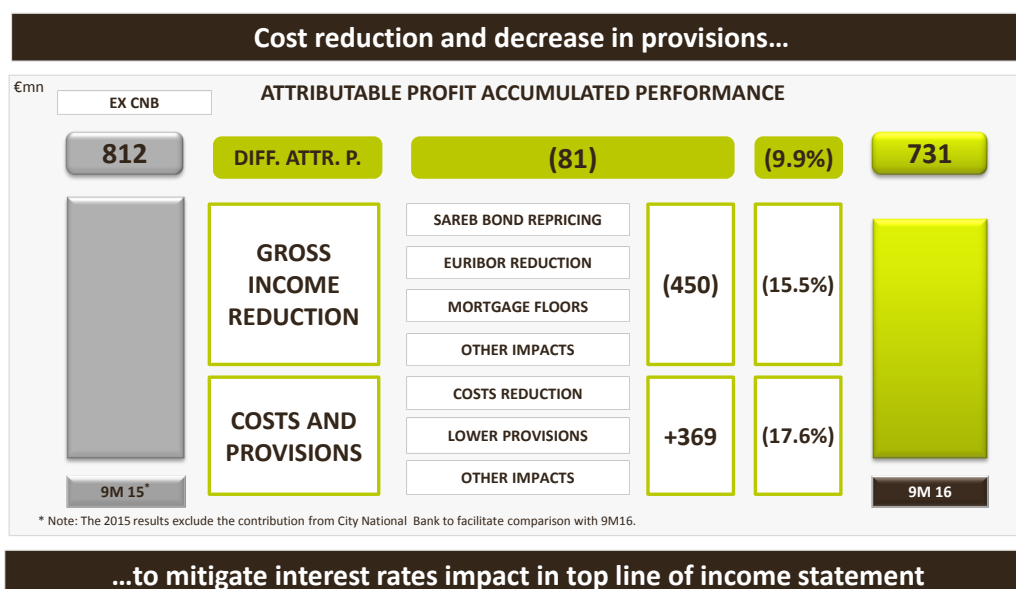 Cost reduction and decrease in provisions…
€mn
EX CNB
ATTRIBUTABLE PROFIT ACCUMULATED PERFORMANCE
812
DIFF. ATTR. P.
(81)
(9.9%)
731
GROSS
INCOME
REDUCTION
SAREB BOND REPRICING
EURIBOR REDUCTION
MORTGAGE FLOORS
OTHER IMPACTS
(450)
(15.5%)
COSTS AND
PROVISIONS
COSTS REDUCTION
LOWER PROVISIONS
OTHER IMPACTS
+369
(17.6%)
9M 15*
9M 16
* Note: The 2015 results exclude the contribution from City National Bank to facilitate comparison with 9M16.
…to mitigate interest rates impact in top line of income statement